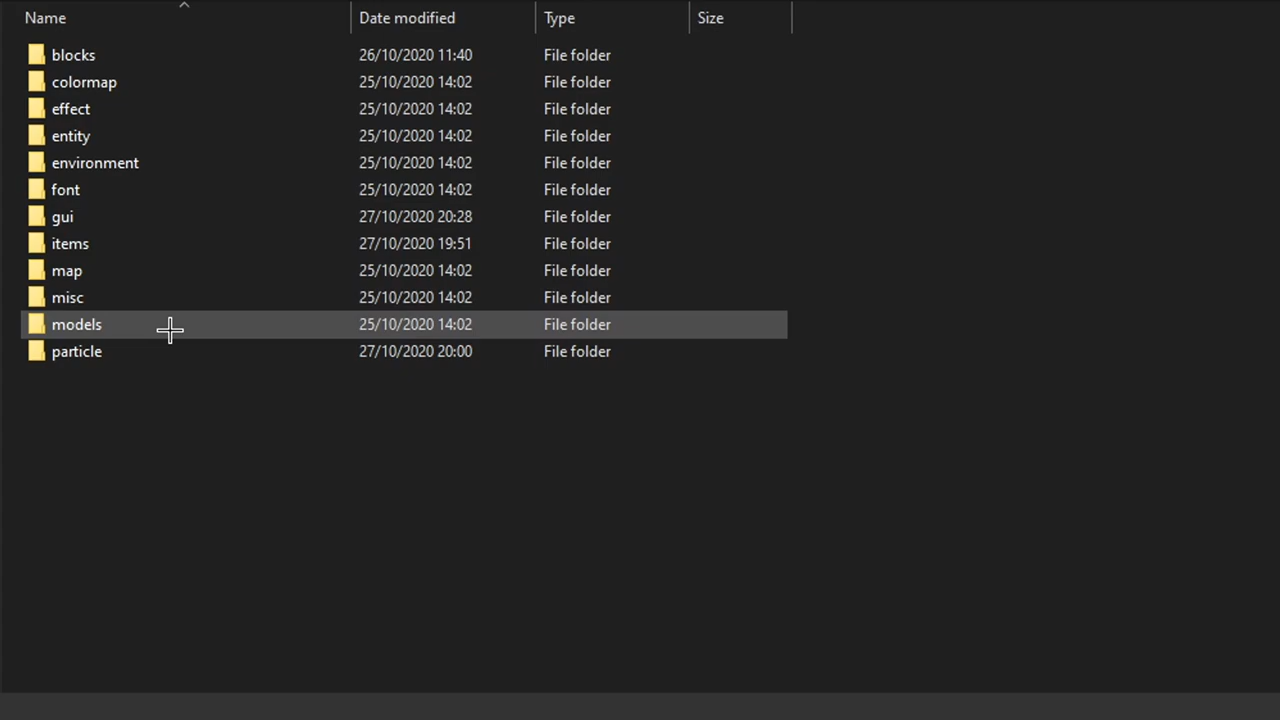 Name Date modified Type Size
blocks 26/10/2020 11:40 File folder
colormap 25/10/2020 14:02 File folder
effect 25/10/2020 14:02 File folder
entity 25/10/2020 14:02 File folder
environment 25/10/2020 14:02 File folder
font 25/10/2020 14:02 File folder
gui 27/10/2020 20:28 File folder
items 27/10/2020 19:51 File folder
map 25/10/2020 14:02 File folder
misc 25/10/2020 14:02 File folder
models 25/10/2020 14:02 File folder
particle 27/10/2020 20:00 File folder